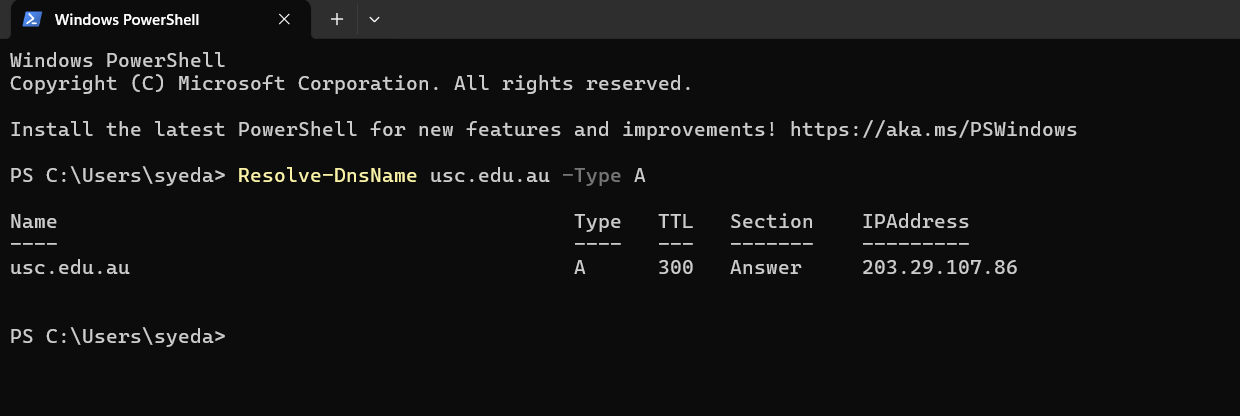 Windows PowerShell
Windows PowerShell
Copyright (C) Microsoft Corporation. All rights reserved.
Install the latest PowerShell for new features and improvements! https://aka.ms/PSWindows
PS C:\Users\syeda> Resolve-DnsName usc.edu.au -Type A
Name Type TTL Section IPAddress
---- ---- --- ------- ---------
usc.edu.au A 300 Answer 203.29.107.86
PS C:\Users\syeda>